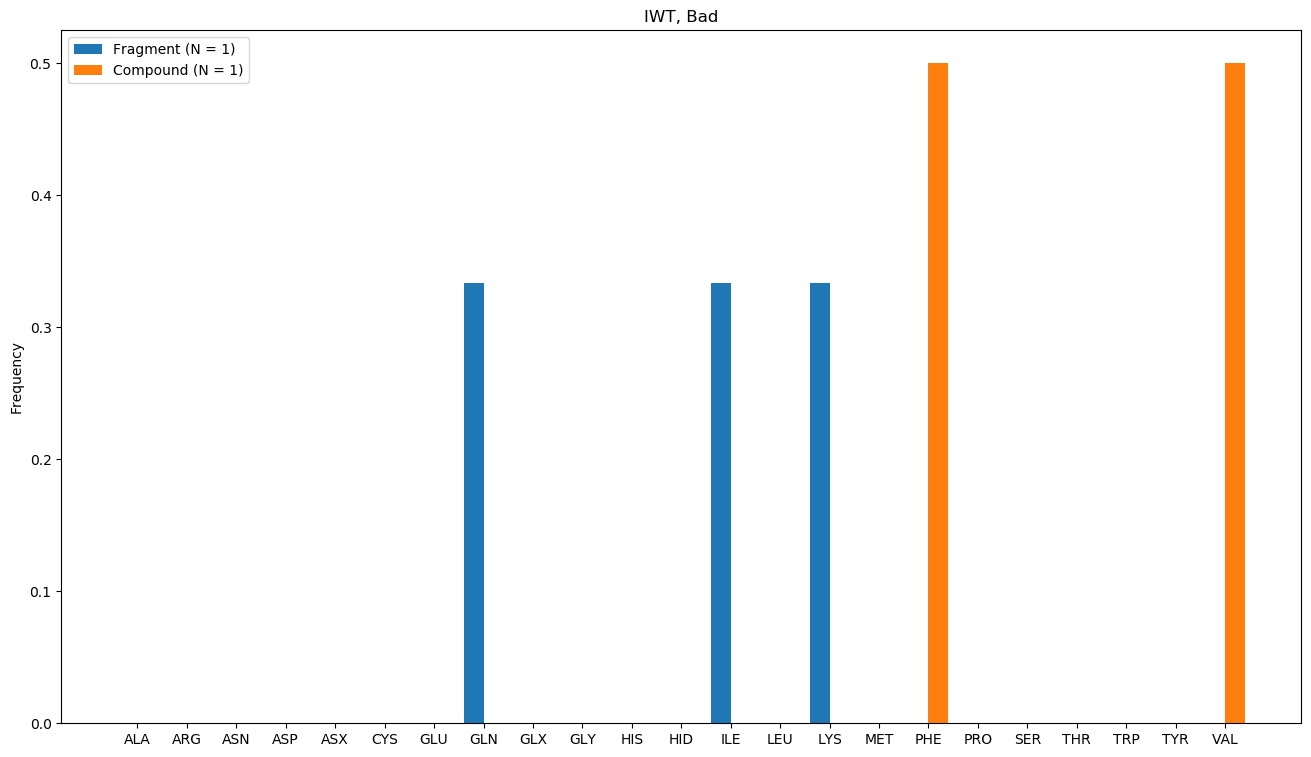 IWT, Bad
Fragment (N = 1)
Compound (N = 1)
Frequency
0.5
0.4
0.3
0.2
0.1
0.0
ALA ARG ASN ASP ASX CYS GLU GLN GLX GLY HIS HID ILE LEU LYS MET PHE PRO SER THR TRP TYR VAL